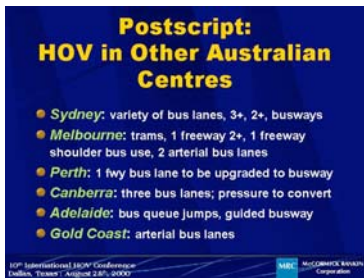 Postscript:
HOV in Other Australian
Centres
Sydney: variety of bus lanes, 3+, 2+, busways
Melbourne: trams, 1 freeway 2+, 1 freeway
shoulder bus use, 2 arterial bus lanes
Perth: 1 fwy bus lane to be upgraded to busway
Canberra: three bus lanes; pressure to convert
Adelaide: bus queue jumps, guided busway
Gold Coast: arterial bus lanes
10th International HOV Conference
Dallas, Texas | August 28th, 2000
MRC
McCORMICK RANKIN
Corporation